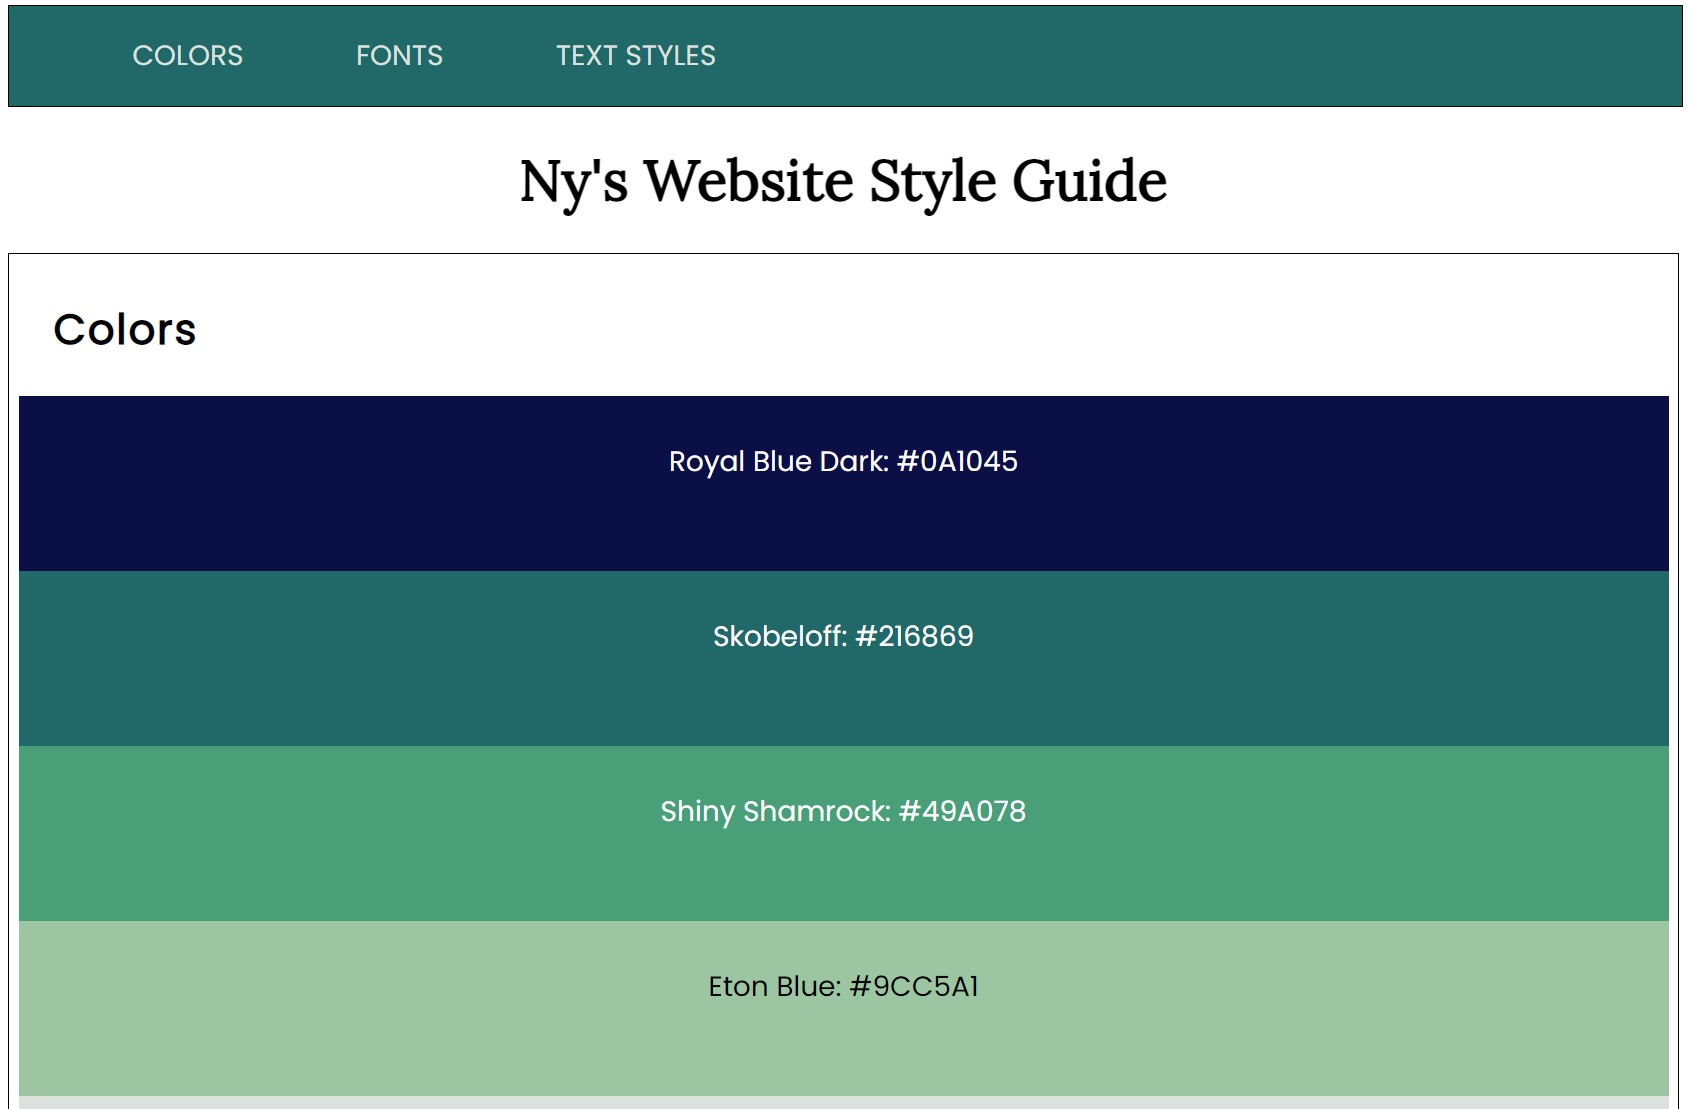 COLORS FONTS TEXT STYLES
Ny's Website Style Guide
Colors
Royal Blue Dark: #0A1045
Skobeloff: #216869
Shiny Shamrock: #49A078
Eton Blue: #9CC5A1